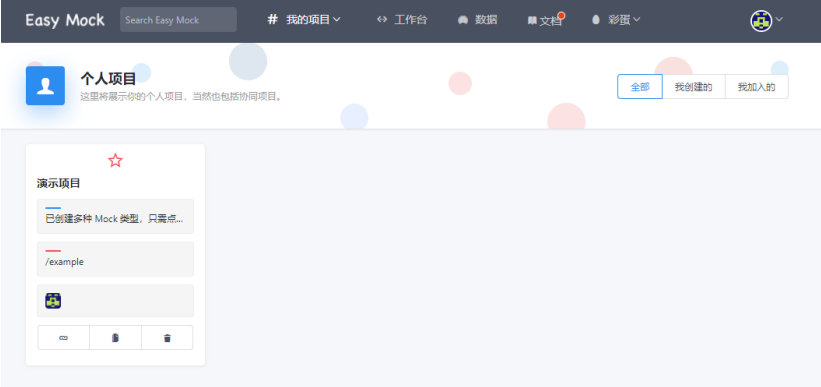 Easy Mock
Search Easy Mock
# 我的项目
工作台
数据
文档
彩蛋
个人项目
这里将展示你的个人项目，当然也包括协同项目。
全部
我创建的
我加入的
演示项目
已创建多种 Mock 类型，只需点...
/example